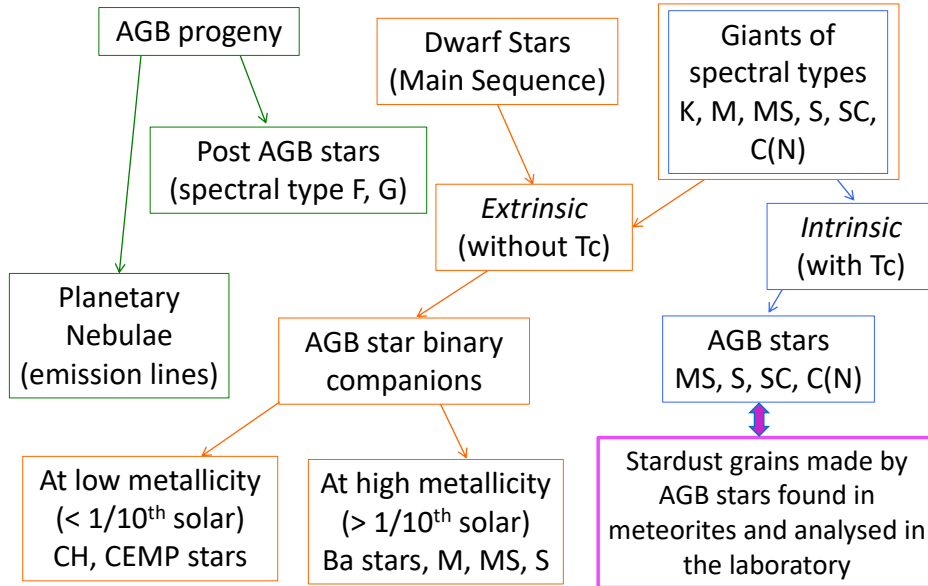 AGB progeny
Dwarf Stars
(Main Sequence)
Giants of
spectral types
K, M, MS, S, SC,
C(N)
Post AGB stars
(spectral type F, G)
Extrinsic
(without Tc)
Intrinsic
(with Tc)
Planetary
Nebulae
(emission lines)
AGB star binary
companions
AGB stars
MS, S, SC, C(N)
At low metallicity
(< 1/10th solar)
CH, CEMP stars
At high metallicity
(> 1/10th solar)
Ba stars, M, MS, S
Stardust grains made by
AGB stars found in
meteorites and analysed in
the laboratory